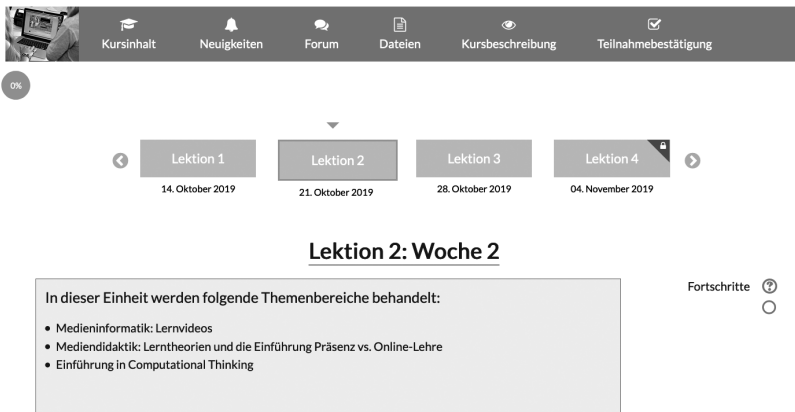 Kursinhalt Neuigkeiten Forum Dateien Kursbeschreibung Teilnahmebestätigung
0%
Lektion 1 Lektion 2 Lektion 3 Lektion 4
14. Oktober 2019 21. Oktober 2019 28. Oktober 2019 04. November 2019
Lektion 2: Woche 2
Fortschritte
In dieser Einheit werden folgende Themenbereiche behandelt:
• Medieninformatik: Lernvideos
• Mediendidaktik: Lerntheorien und die Einführung Präsenz vs. Online-Lehre
• Einführung in Computational Thinking